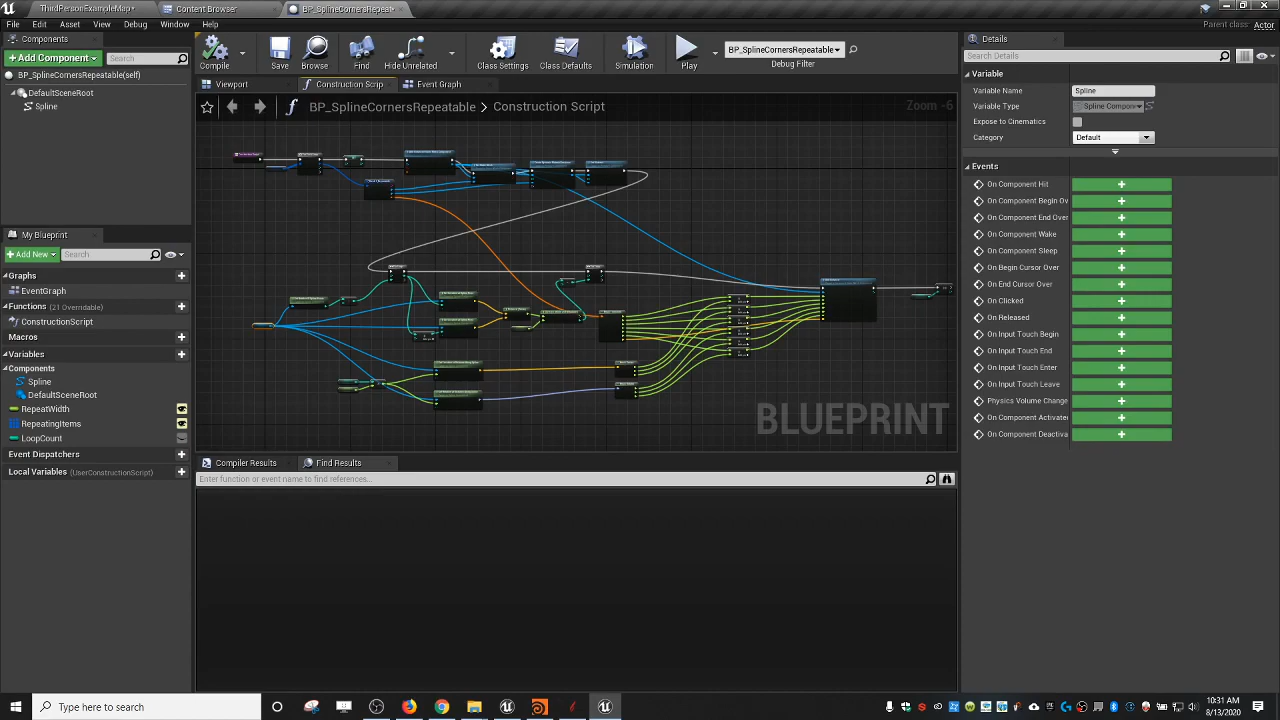 ThirdPersonExampleMap*
Content Browser
BP_SplineCornersRepeat
File Edit Asset View Debug Window Help
Parent class: Actor
Components
+ Add Component
Search
BP_SplineCornersRepeatable(self)
DefaultSceneRoot
Spline
My Blueprint
+ Add New
Search
Graphs
EventGraph
Functions (21 Overridable)
ConstructionScript
Macros
Variables
Components
Spline
DefaultSceneRoot
RepeatWidth
RepeatingItems
LoopCount
Event Dispatchers
Local Variables (UserConstructionScript)
Compile
Save
Browse
Find
Hide Unrelated
Class Settings
Class Defaults
Simulation
Play
BP_SplineCornersRepeatable
Debug Filter
Viewport
Construction Scrip
Event Graph
BP_SplineCornersRepeatable > Construction Script
Zoom -6
BLUEPRINT
Compiler Results
Find Results
Enter function or event name to find references...
Details
Search Details
Variable
Variable Name Spline
Variable Type Spline Compon
Expose to Cinematics
Category Default
Events
On Component Hit
On Component Begin Ov
On Component End Over
On Component Wake
On Component Sleep
On Begin Cursor Over
On End Cursor Over
On Clicked
On Released
On Input Touch Begin
On Input Touch End
On Input Touch Enter
On Input Touch Leave
Physics Volume Change
On Component Activate
On Component Deactiva
Type here to search
10:31 AM
8/13/2020